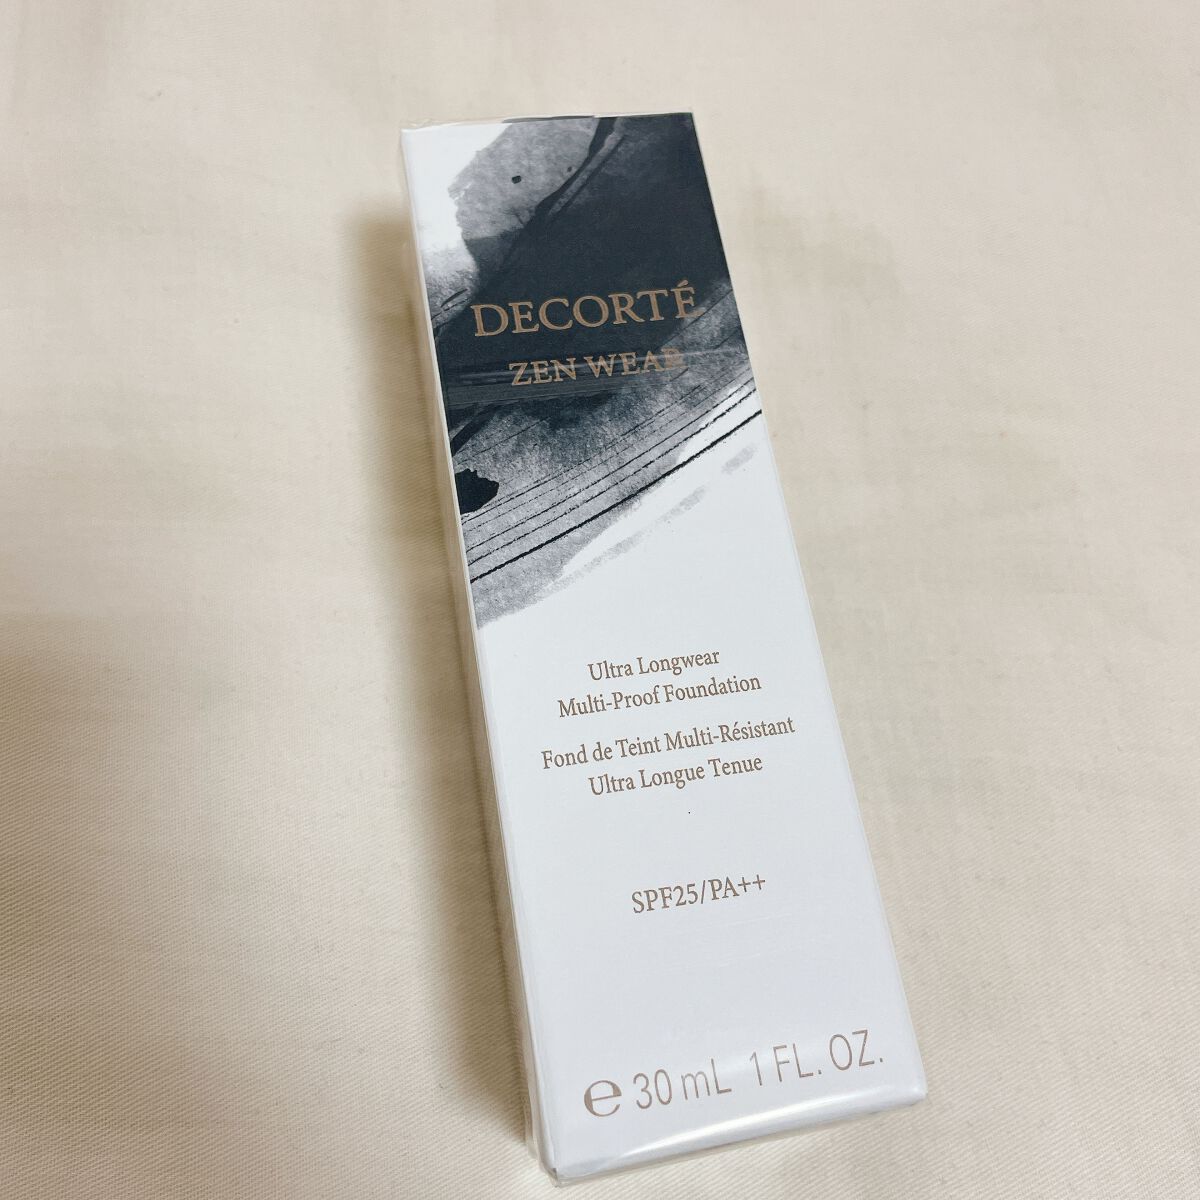 DECORTÉ
ZEN WEAR
Ultra Longwear
Multi-Proof Foundation
Fond de Teint Multi-Résistant
Ultra Longue Tenue
SPF25/PA++
℮ 30 mL 1 FL. OZ.